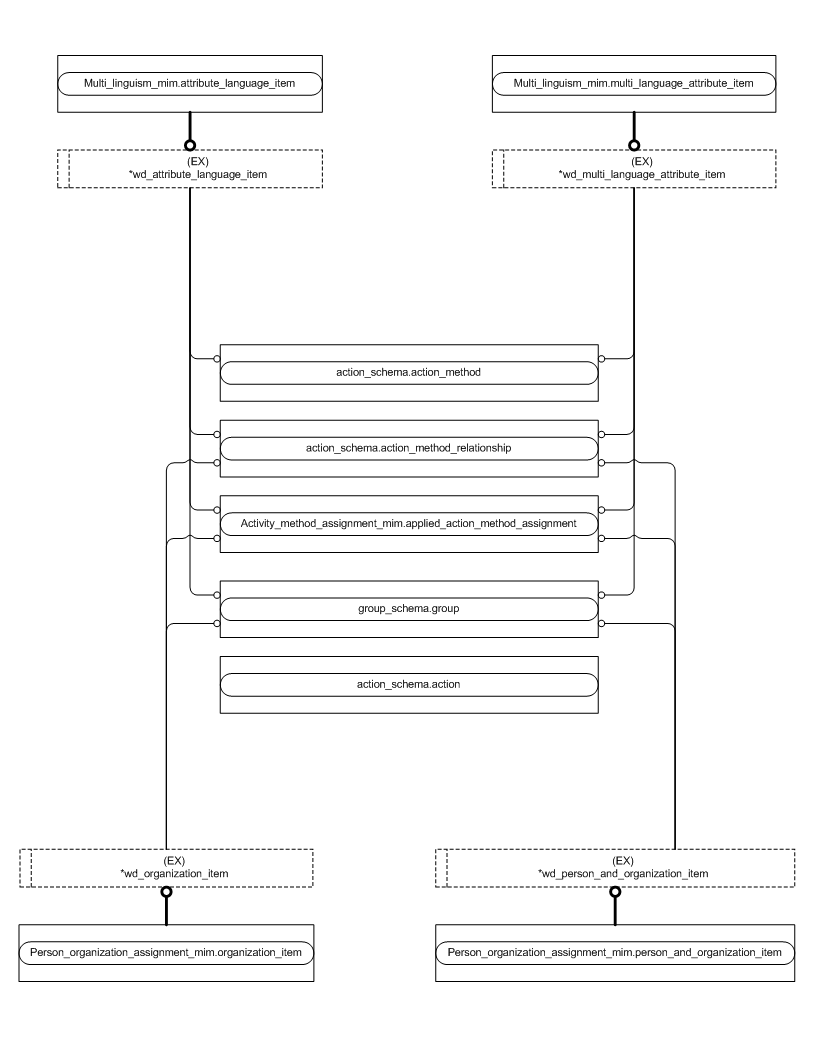 Multi_linguism_mim.attribute_language_item
Multi_linguism_mim.multi_language_attribute_item
(EX)
*wd_attribute_language_item
(EX)
*wd_multi_language_attribute_item
action_schema.action_method
action_schema.action_method_relationship
Activity_method_assignment_mim.applied_action_method_assignment
group_schema.group
action_schema.action
(EX)
*wd_organization_item
(EX)
*wd_person_and_organization_item
Person_organization_assignment_mim.organization_item
Person_organization_assignment_mim.person_and_organization_item